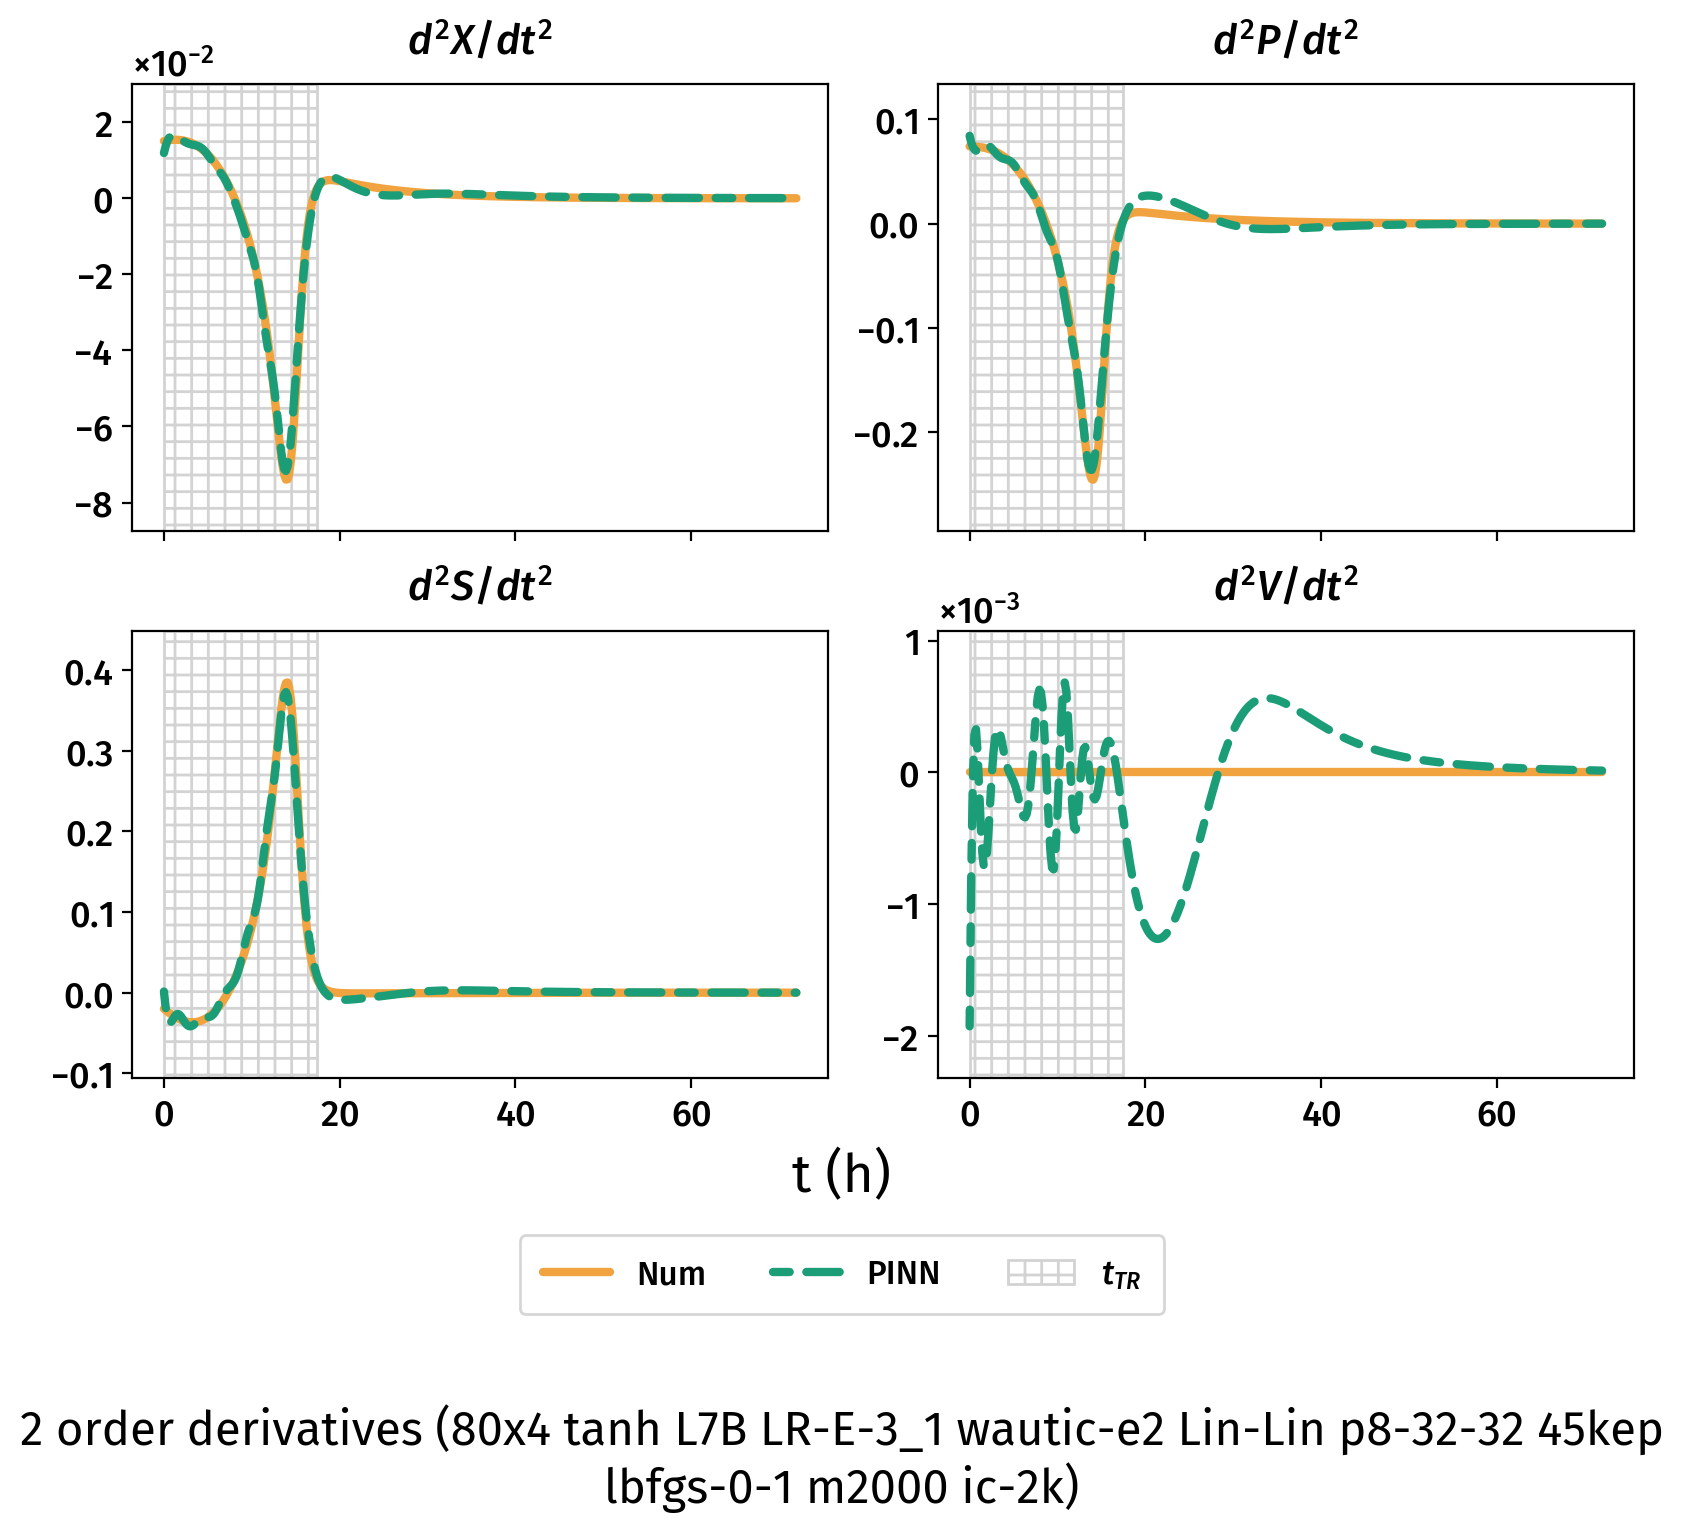 d²X/dt²
×10⁻²
2
0
−2
−4
−6
−8
d²P/dt²
0.1
0.0
−0.1
−0.2
d²S/dt²
0.4
0.3
0.2
0.1
0.0
−0.1
0 20 40 60
d²V/dt²
×10⁻³
1
0
−1
−2
0 20 40 60
t (h)
Num PINN t_TR
2 order derivatives (80x4 tanh L7B LR-E-3_1 wautic-e2 Lin-Lin p8-32-32 45kep
lbfgs-0-1 m2000 ic-2k)